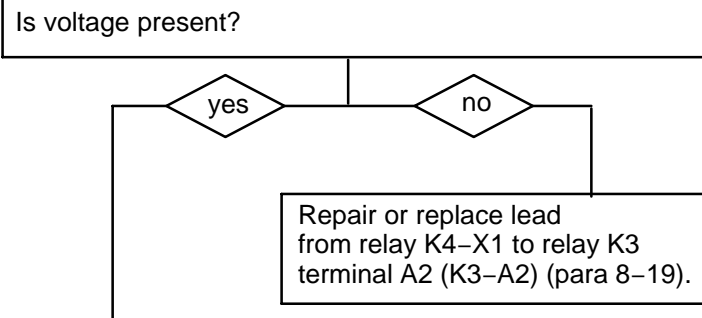 Is voltage present?
yes
no
Repair or replace lead
from relay K4−X1 to relay K3
terminal A2 (K3−A2) (para 8−19).